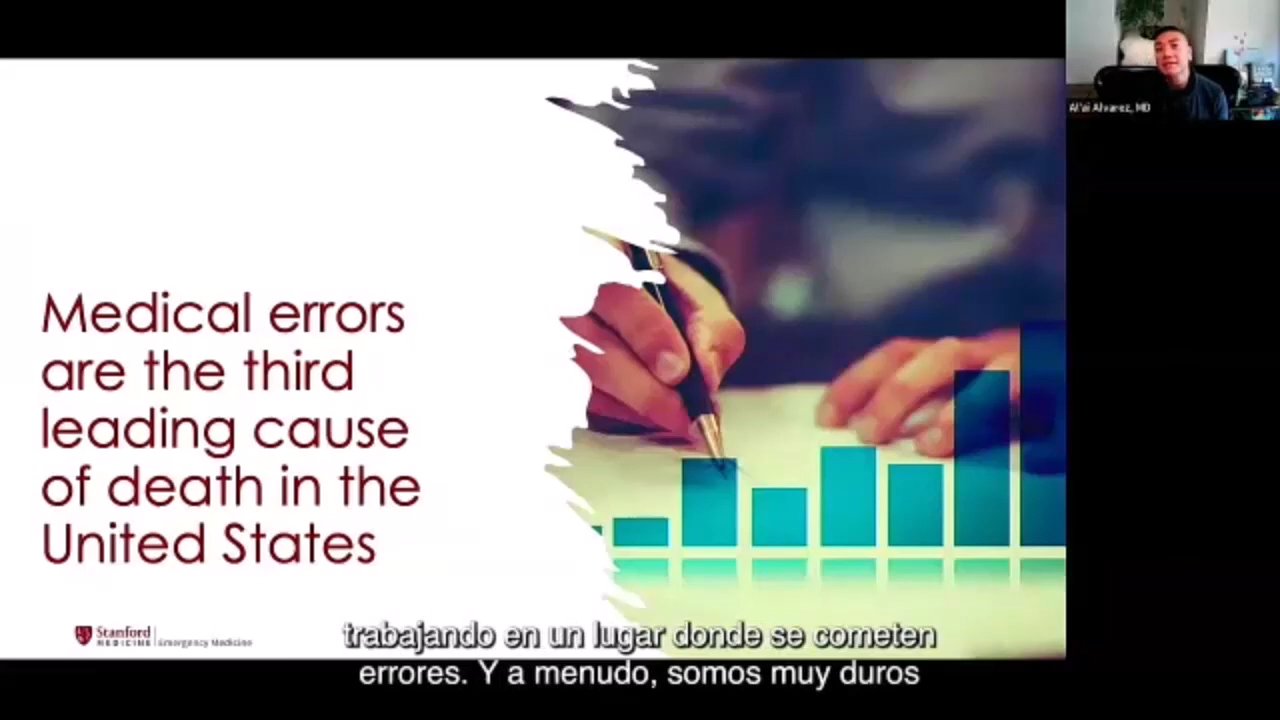 Al'ai Alvarez, MD
Medical errors
are the third
leading cause
of death in the
United States
Stanford
MEDICINE | Emergency Medicine
trabajando en un lugar donde se cometen
errores. Y a menudo, somos muy duros